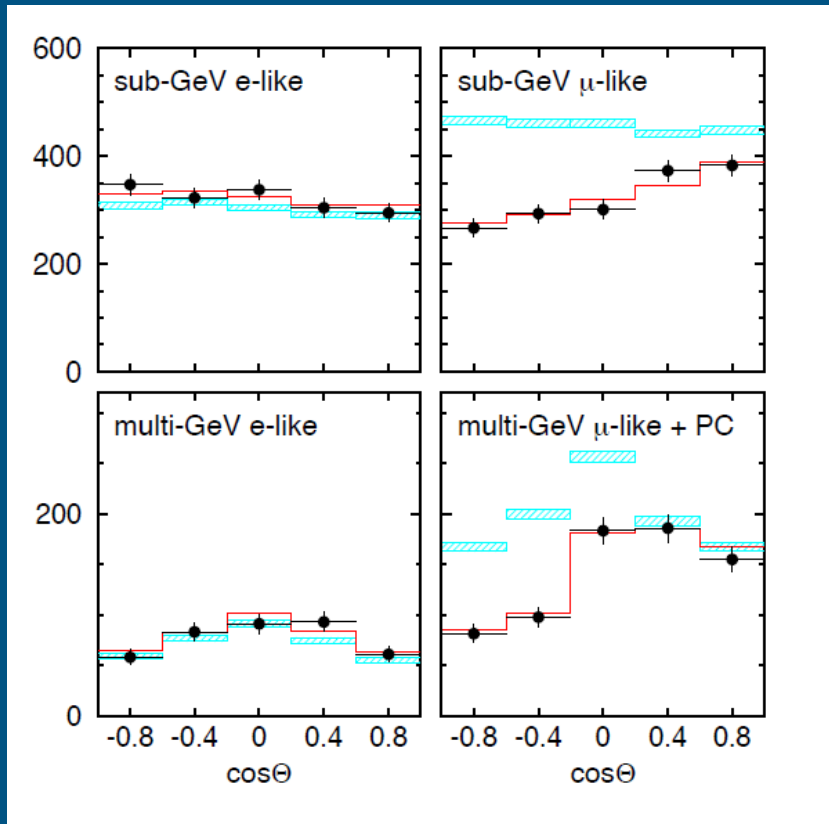 600
sub-GeV e-like
sub-GeV μ-like
400
200
0
multi-GeV e-like
multi-GeV μ-like + PC
200
0
-0.8 -0.4 0 0.4 0.8
-0.8 -0.4 0 0.4 0.8
cosΘ
cosΘ